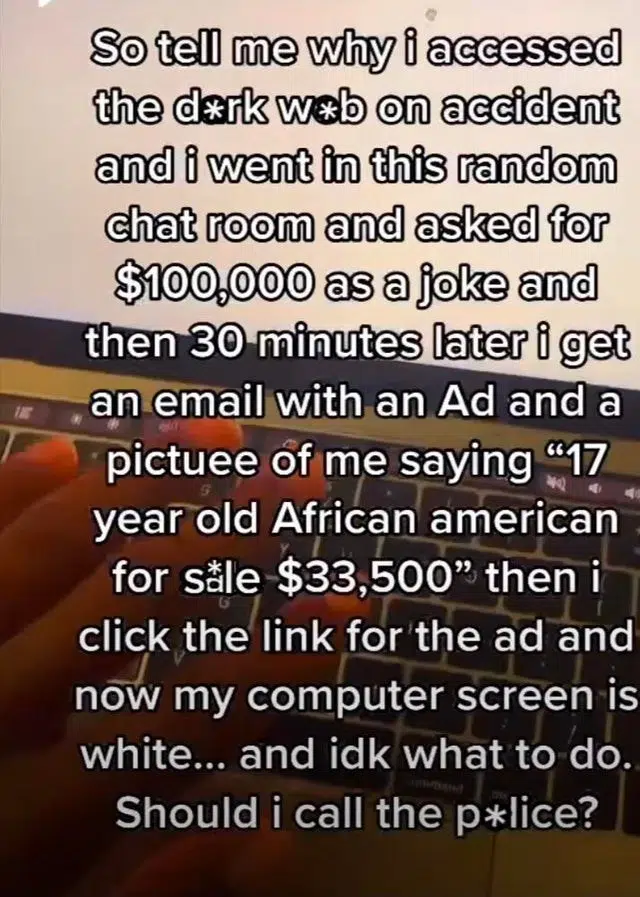 So tell me why i accessed
the d*rk w*b on accident
and i went in this random
chat room and asked for
$100,000 as a joke and
then 30 minutes later i get
an email with an Ad and a
pictuee of me saying “17
year old African american
for s*ale $33,500” then i
click the link for the ad and
now my computer screen is
white... and idk what to do.
Should i call the p*lice?